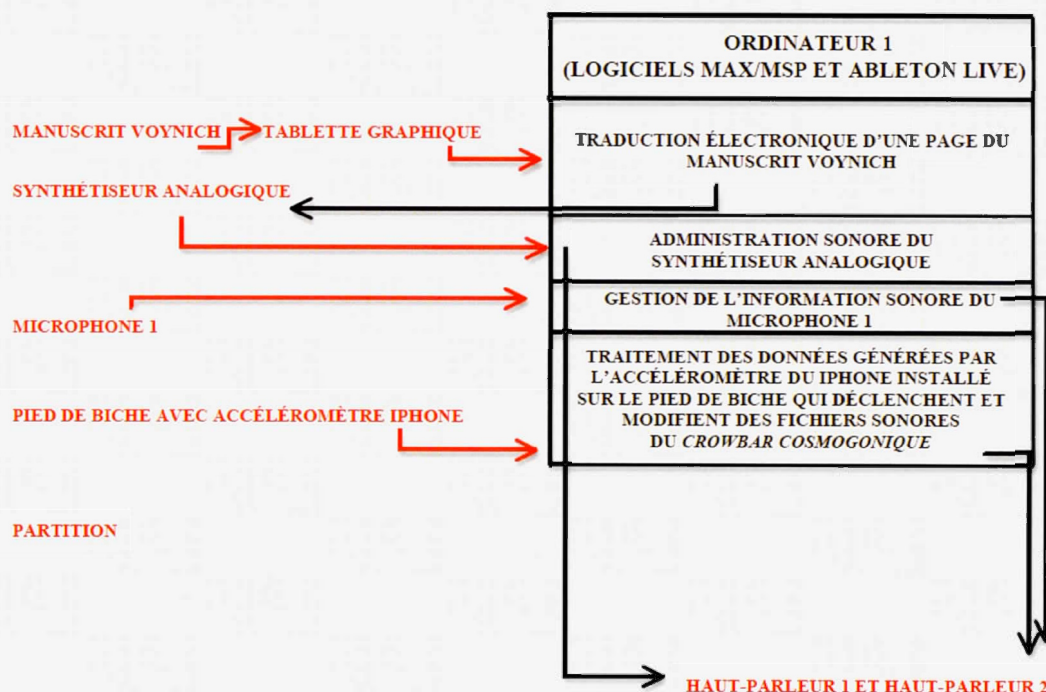 ORDINATEUR 1
(LOGICIELS MAX/MSP ET ABLETON LIVE)
MANUSCRIT VOYNICH TABLETTE GRAPHIQUE
TRADUCTION ÉLECTRONIQUE D'UNE PAGE DU
MANUSCRIT VOYNICH
SYNTHÉTISEUR ANALOGIQUE
ADMINISTRATION SONORE DU
SYNTHÉTISEUR ANALOGIQUE
GESTION DE L'INFORMATION SONORE DU
MICROPHONE 1
MICROPHONE 1
TRAITEMENT DES DONNÉES GÉNÉRÉES PAR
L'ACCÉLÉROMÈTRE DU IPHONE INSTALLÉ
SUR LE PIED DE BICHE QUI DÉCLENCHENT ET
MODIFIENT DES FICHIERS SONORES
DU CROWBAR COSMOGONIQUE
PIED DE BICHE AVEC ACCÉLÉROMÈTRE IPHONE
PARTITION
HAUT-PARLEUR 1 ET HAUT-PARLEUR 2